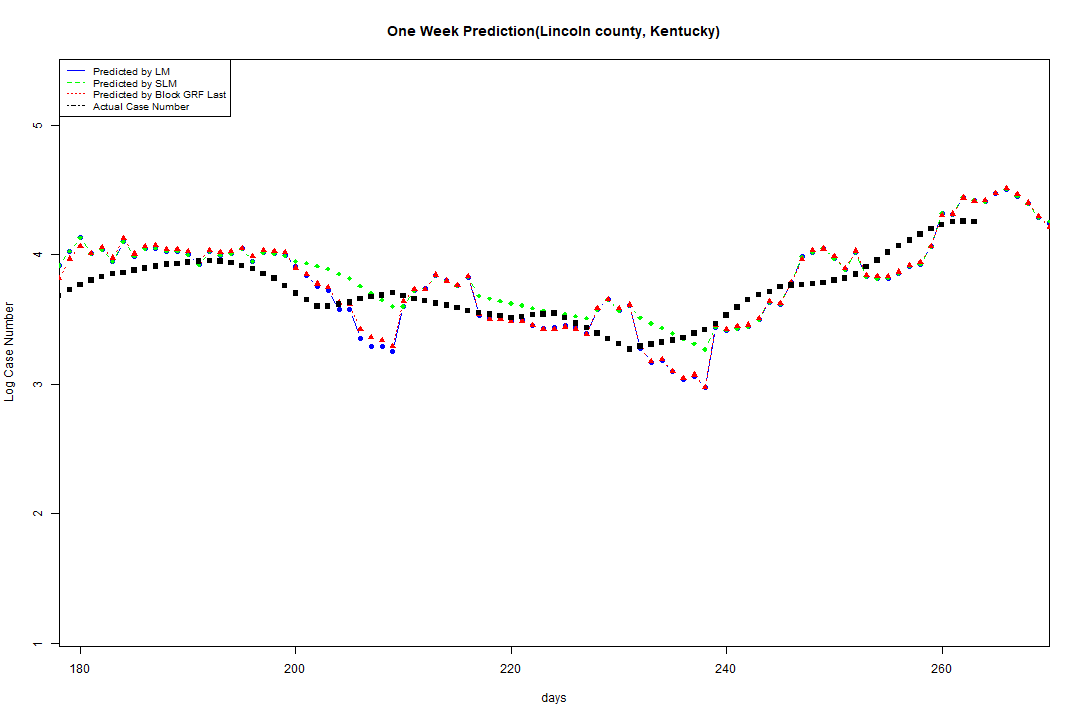 One Week Prediction(Lincoln county, Kentucky)
Predicted by LM
Predicted by SLM
Predicted by Block GRF Last
Actual Case Number
5
4
3
2
1
Log Case Number
180 200 220 240 260
days